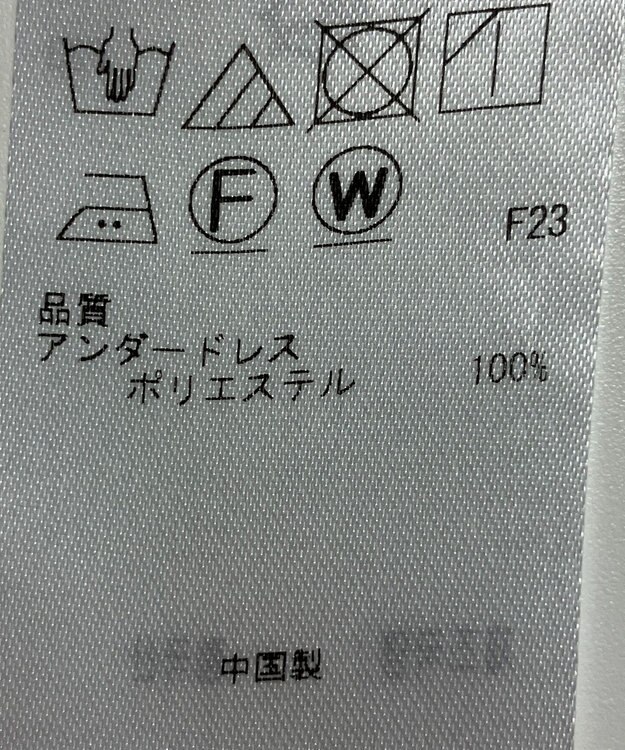 F W F23
品質
アンダードレス
ポリエステル 100%
中国製